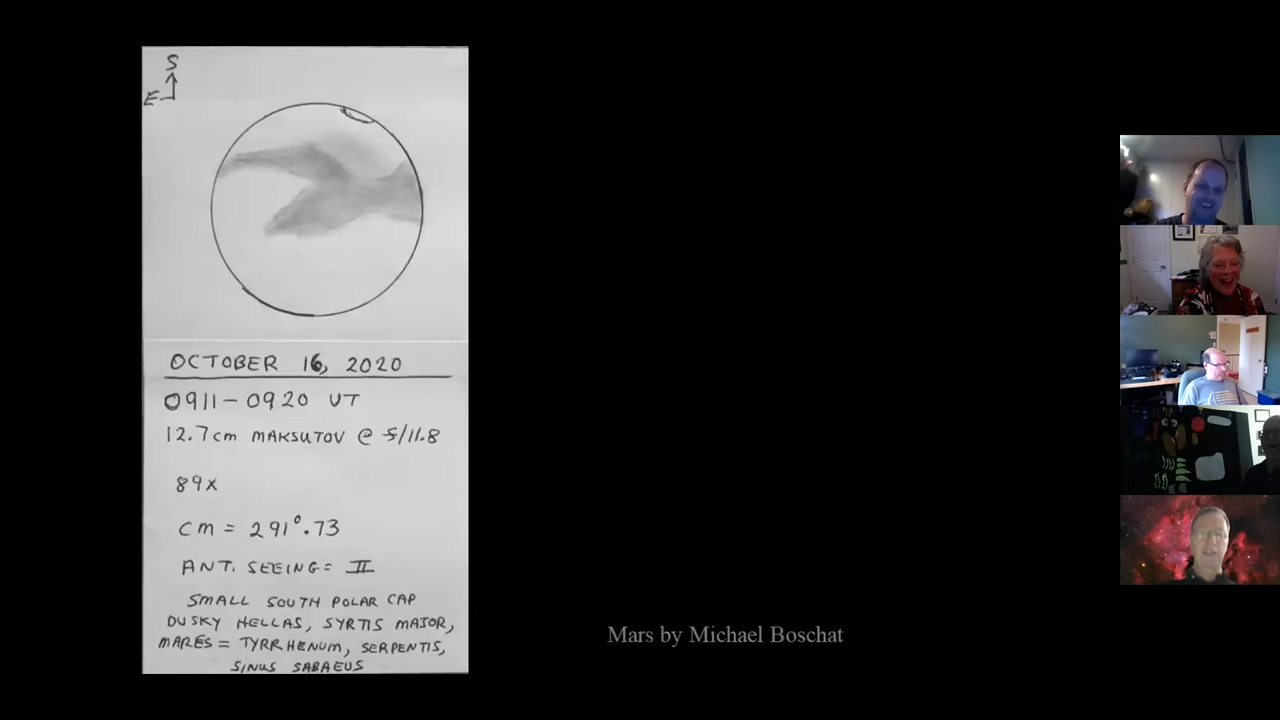 S
E
OCTOBER 16, 2020
0911 – 0920 UT
12.7cm MAKSUTOV @ f/11.8
89X
CM = 291°.73
ANT. SEEING = II
SMALL SOUTH POLAR CAP
DUSKY HELLAS, SYRTIS MAJOR,
MARES = TYRRHENUM, SERPENTIS,
SINUS SABAEUS
Mars by Michael Boschat